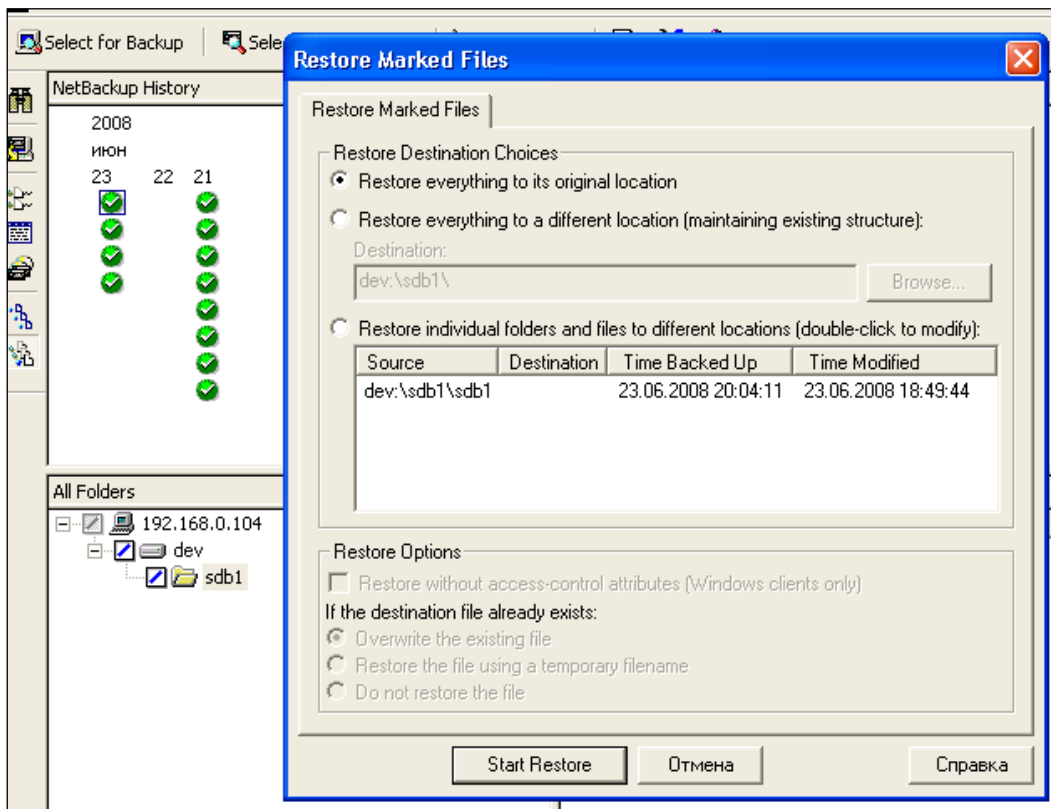 Select for Backup
Sele
Restore Marked Files
NetBackup History
2008
июн
23 22 21
Restore Marked Files
Restore Destination Choices
Restore everything to its original location
Restore everything to a different location (maintaining existing structure):
Destination:
dev:\sdb1\
Browse...
Restore individual folders and files to different locations (double-click to modify):
Source Destination Time Backed Up Time Modified
dev:\sdb1\sdb1 23.06.2008 20:04:11 23.06.2008 18:49:44
All Folders
192.168.0.104
dev
sdb1
Restore Options
Restore without access-control attributes (Windows clients only)
If the destination file already exists:
Overwrite the existing file
Restore the file using a temporary filename
Do not restore the file
Start Restore Отмена Справка